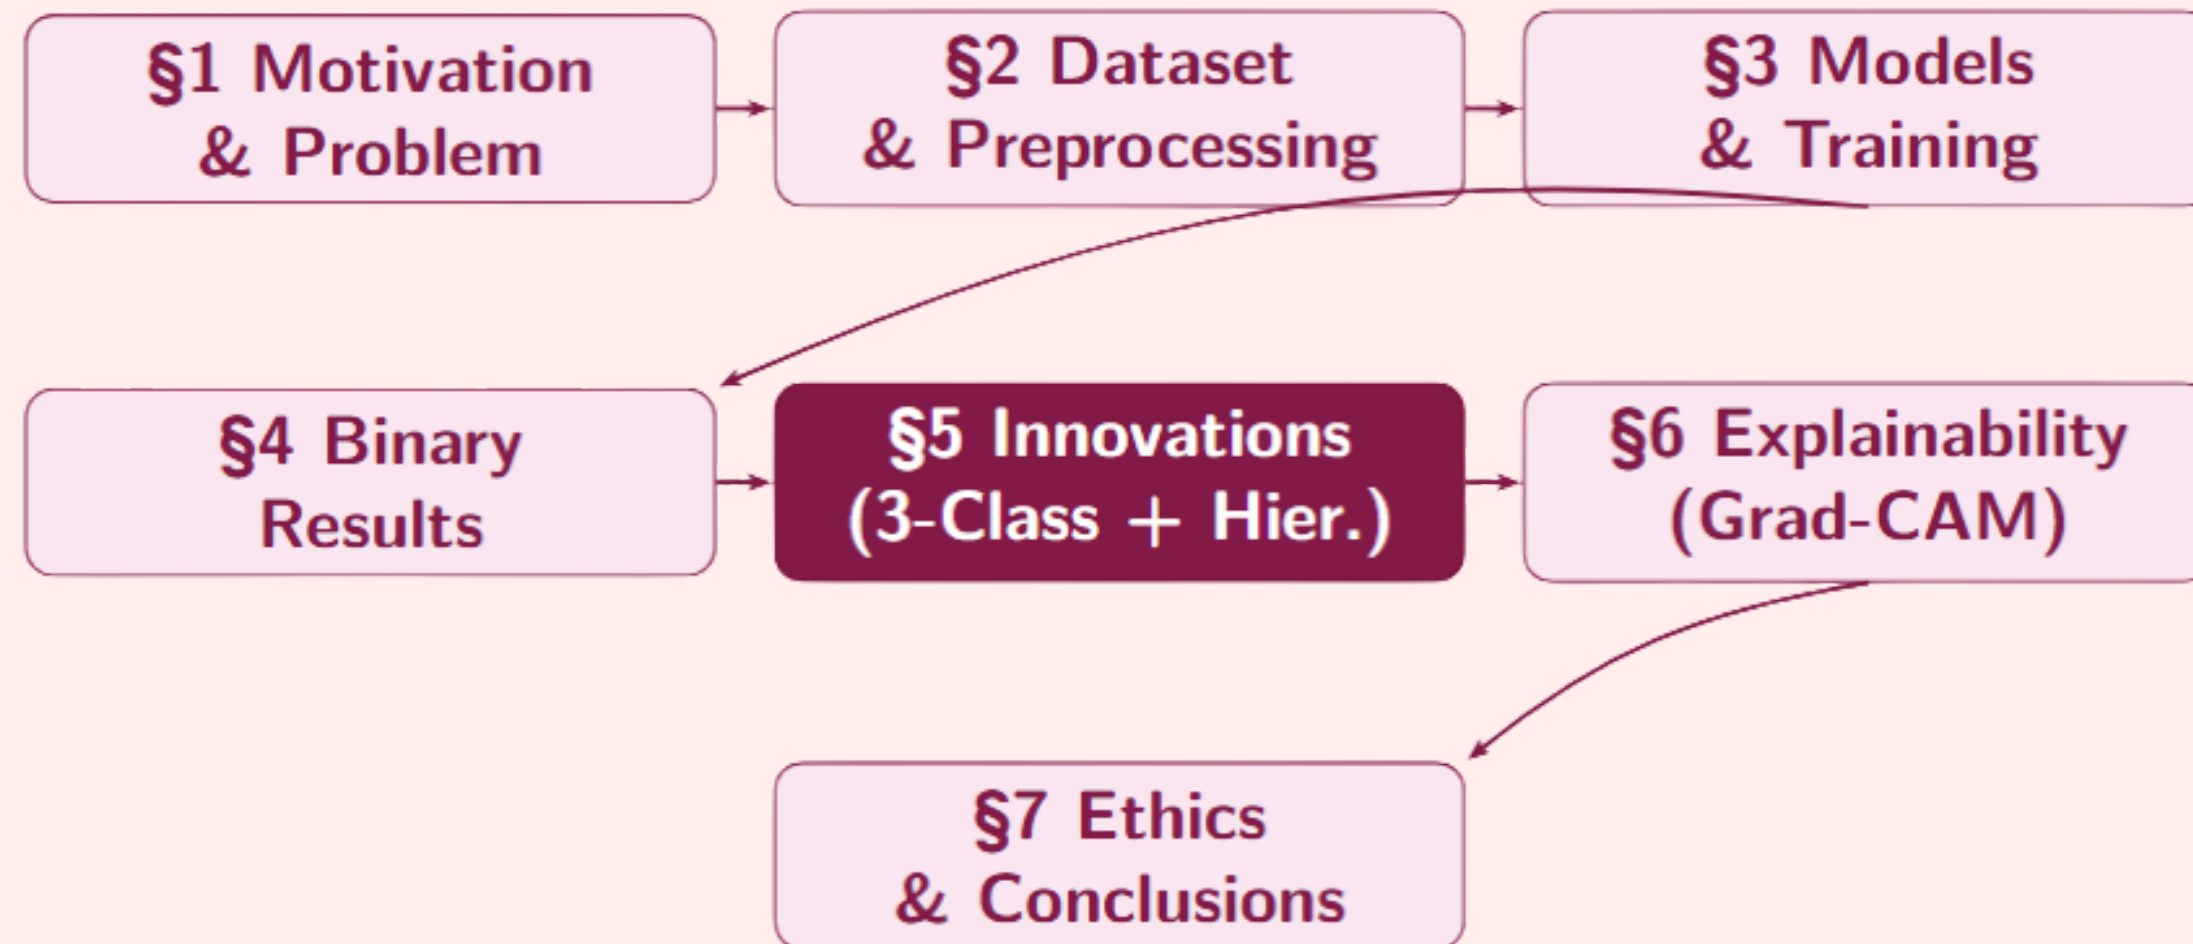 §1 Motivation
& Problem
§2 Dataset
& Preprocessing
§3 Models
& Training
§4 Binary
Results
§5 Innovations
(3-Class + Hier.)
§6 Explainability
(Grad-CAM)
§7 Ethics
& Conclusions